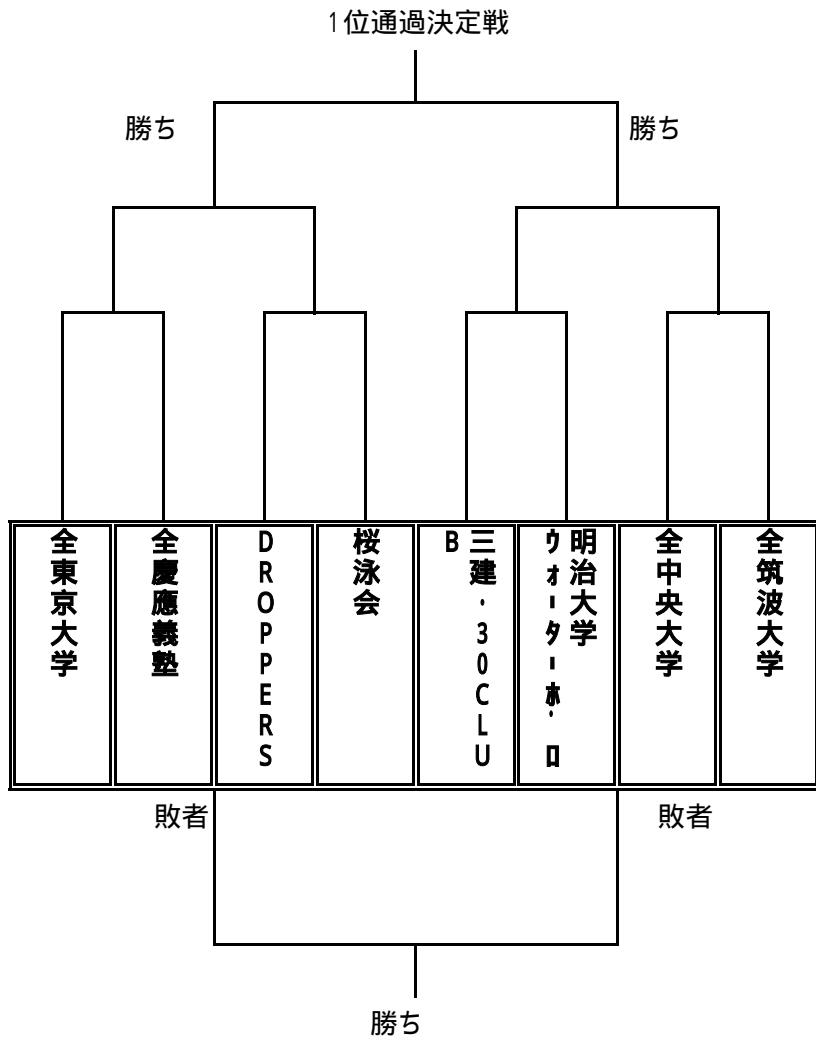 1位通過決定戦
勝ち
勝ち
全東京大学
全慶應義塾
DROPPERS
桜泳会
三建・30CLU
B
明治大学
ウォーターポロ
全中央大学
全筑波大学
敗者
敗者
勝ち